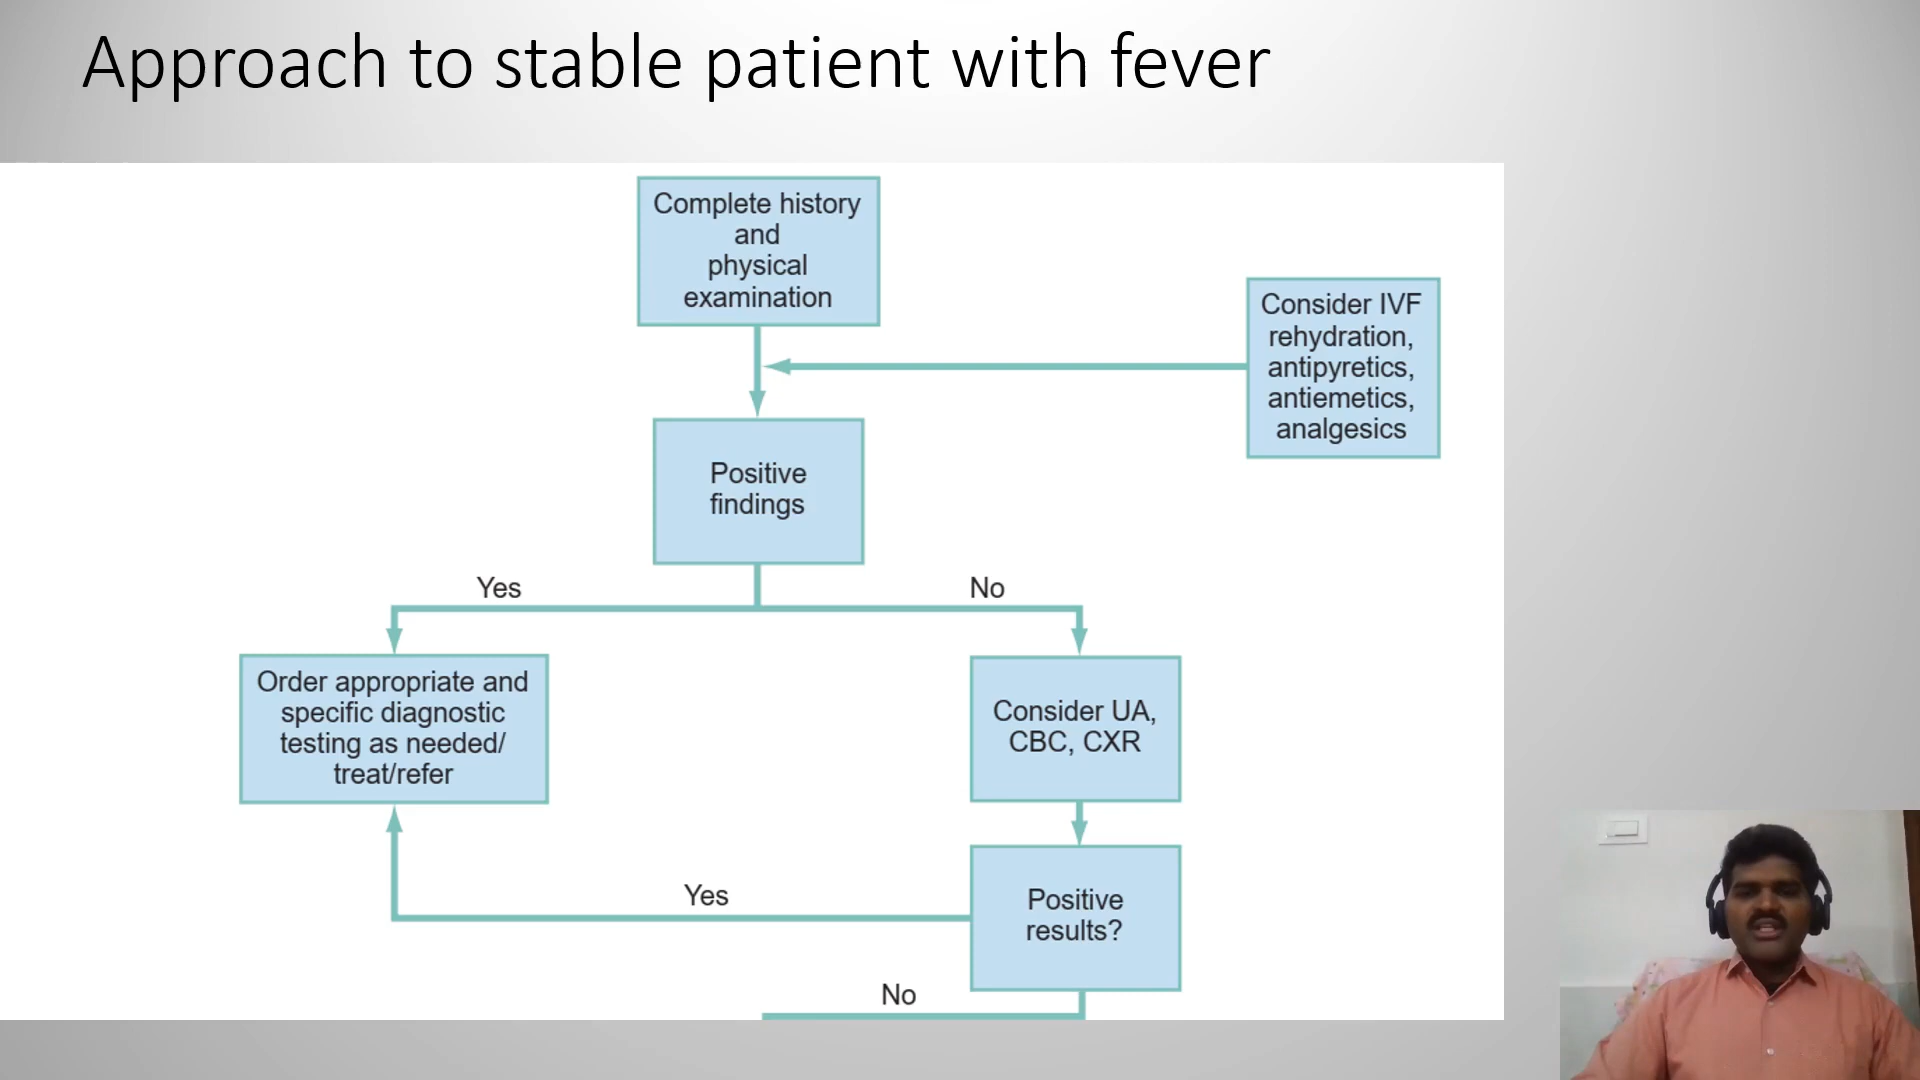 Approach to stable patient with fever
Complete history
and
physical
examination
Consider IVF
rehydration,
antipyretics,
antiemetics,
analgesics
Positive
findings
Yes
No
Order appropriate and
specific diagnostic
testing as needed/
treat/refer
Consider UA,
CBC, CXR
Yes
Positive
results?
No